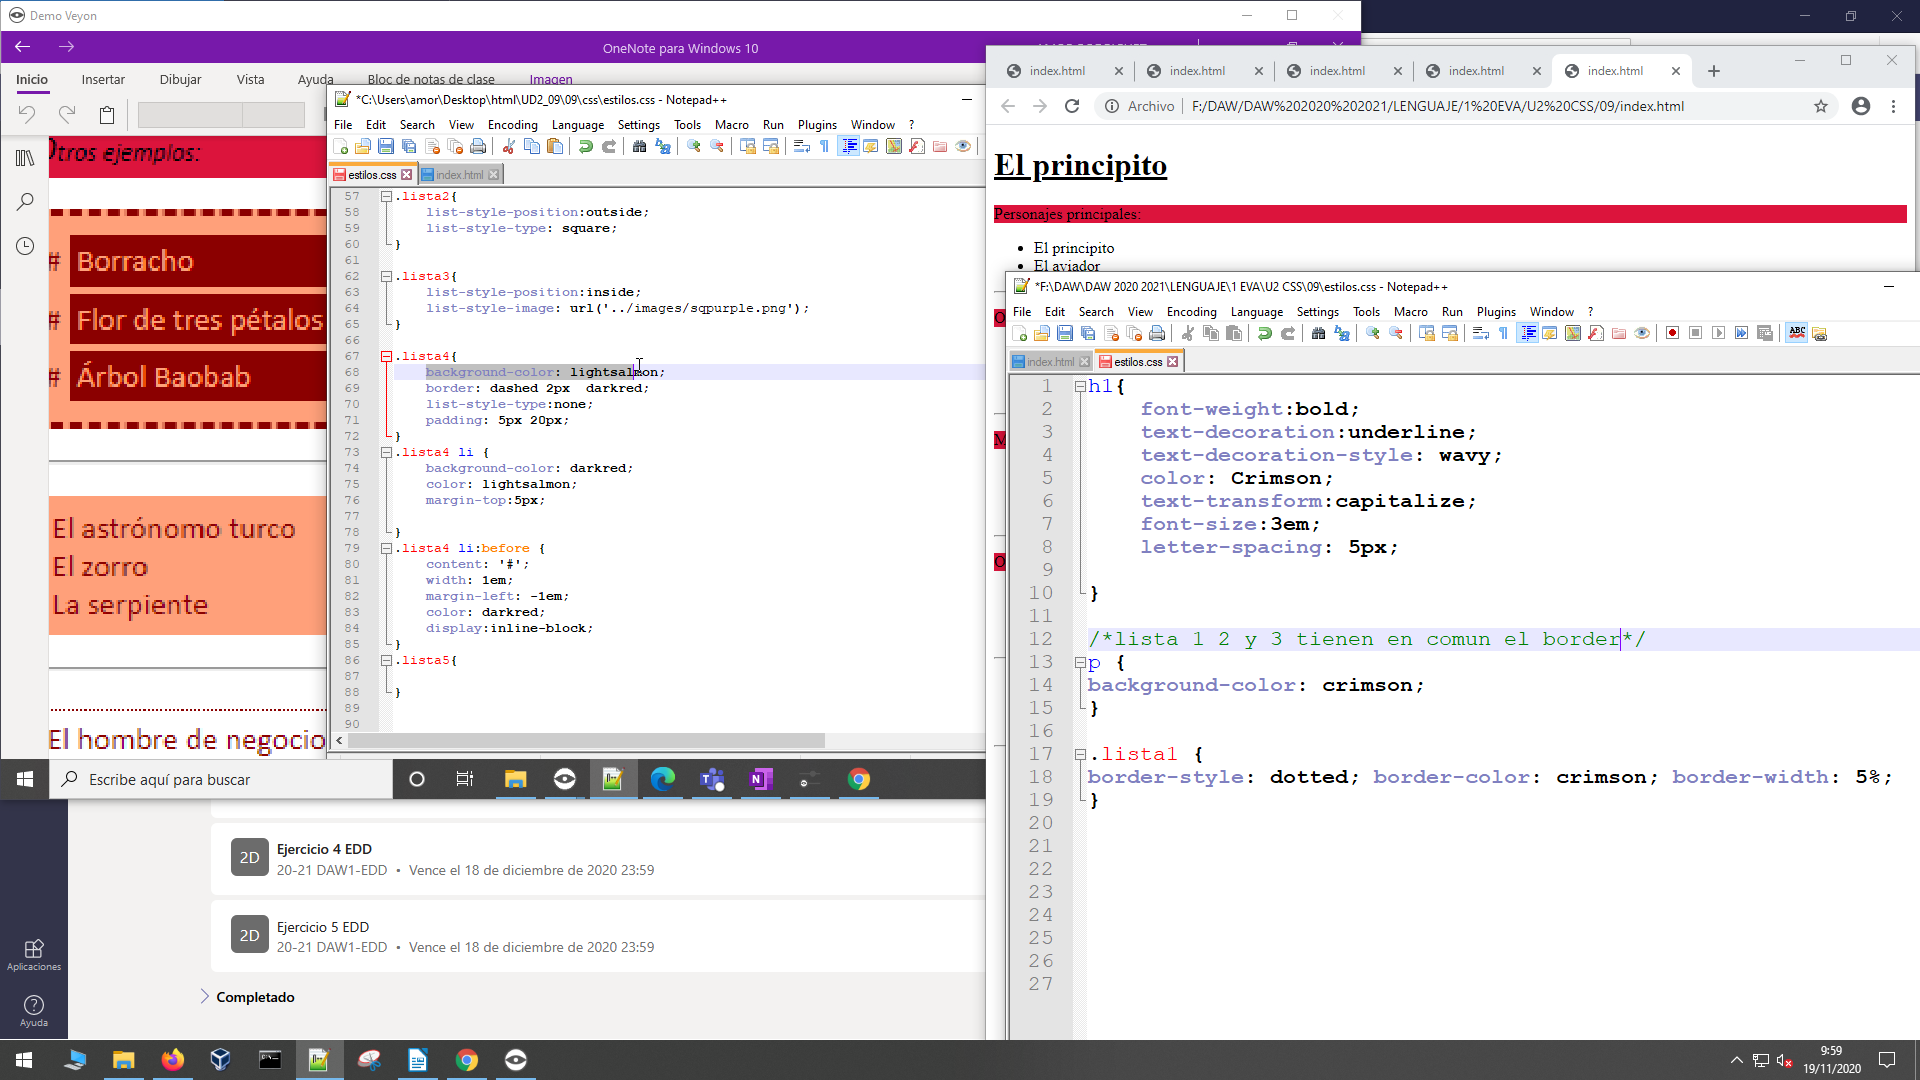 Demo Veyon
OneNote para Windows 10
Inicio Insertar Dibujar Vista Ayuda Bloc de notas de clase Imagen
Otros ejemplos:
# Borracho
# Flor de tres pétalos
# Árbol Baobab
El astrónomo turco
El zorro
La serpiente
El hombre de negocio
*C:\Users\amor\Desktop\html\UD2_09\09\css\estilos.css - Notepad++
File Edit Search View Encoding Language Settings Tools Macro Run Plugins Window ?
estilos.css index.html
57 .lista2{
58 list-style-position:outside;
59 list-style-type: square;
60 }
61
62 .lista3{
63 list-style-position:inside;
64 list-style-image: url('../images/sqpurple.png');
65 }
66
67 .lista4{
68 background-color: lightsalmon;
69 border: dashed 2px darkred;
70 list-style-type:none;
71 padding: 5px 20px;
72 }
73 .lista4 li {
74 background-color: darkred;
75 color: lightsalmon;
76 margin-top:5px;
77
78 }
79 .lista4 li:before {
80 content: '#';
81 width: 1em;
82 margin-left: -1em;
83 color: darkred;
84 display:inline-block;
85 }
86 .lista5{
87
88 }
89
90
Escribe aquí para buscar
index.html index.html index.html index.html index.html
Archivo F:/DAW/DAW%202020%202021/LENGUAJE/1%20EVA/U2%20CSS/09/index.html
El principito
Personajes principales:
• El principito
• El aviador
*F:\DAW\DAW 2020 2021\LENGUAJE\1 EVA\U2 CSS\09\estilos.css - Notepad++
File Edit Search View Encoding Language Settings Tools Macro Run Plugins Window ?
index.html estilos.css
1 h1{
2 font-weight:bold;
3 text-decoration:underline;
4 text-decoration-style: wavy;
5 color: Crimson;
6 text-transform:capitalize;
7 font-size:3em;
8 letter-spacing: 5px;
9
10 }
11
12 /*lista 1 2 y 3 tienen en comun el border*/
13 p {
14 background-color: crimson;
15 }
16
17 .lista1 {
18 border-style: dotted; border-color: crimson; border-width: 5%;
19 }
20
21
22
23
24
25
26
27
2D Ejercicio 4 EDD
20-21 DAW1-EDD • Vence el 18 de diciembre de 2020 23:59
2D Ejercicio 5 EDD
20-21 DAW1-EDD • Vence el 18 de diciembre de 2020 23:59
Completado
Aplicaciones
Ayuda
9:59
19/11/2020